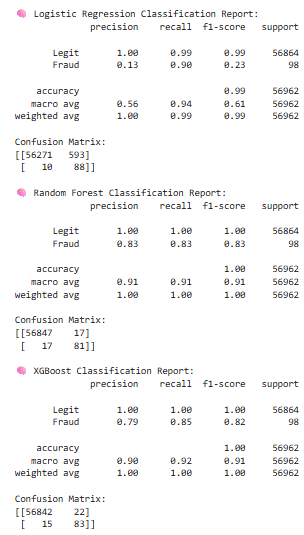 🧠 Logistic Regression Classification Report:
              precision    recall  f1-score   support
       Legit       1.00      0.99      0.99     56864
       Fraud       0.13      0.90      0.23        98
    accuracy                           0.99     56962
   macro avg       0.56      0.94      0.61     56962
weighted avg       1.00      0.99      0.99     56962
Confusion Matrix:
[[56271   593]
 [   10    88]]
🧠 Random Forest Classification Report:
              precision    recall  f1-score   support
       Legit       1.00      1.00      1.00     56864
       Fraud       0.83      0.83      0.83        98
    accuracy                           1.00     56962
   macro avg       0.91      0.91      0.91     56962
weighted avg       1.00      1.00      1.00     56962
Confusion Matrix:
[[56847    17]
 [   17    81]]
🧠 XGBoost Classification Report:
              precision    recall  f1-score   support
       Legit       1.00      1.00      1.00     56864
       Fraud       0.79      0.85      0.82        98
    accuracy                           1.00     56962
   macro avg       0.90      0.92      0.91     56962
weighted avg       1.00      1.00      1.00     56962
Confusion Matrix:
[[56842    22]
 [   15    83]]